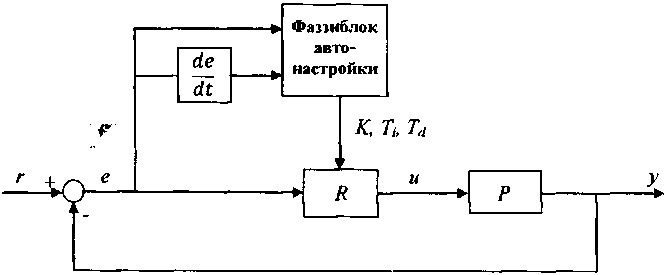 Фаззиблок
авто-
настройки
de
dt
K, Ti, Td
r
+
e
-
R
u
P
y